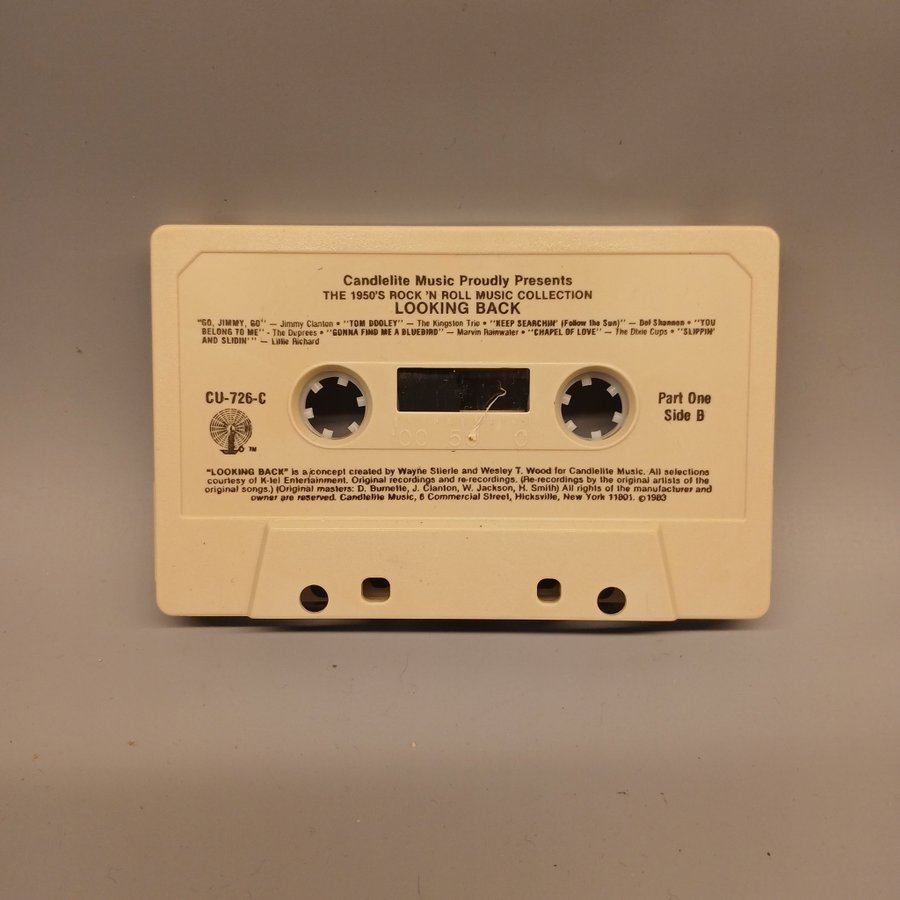 Candlelite Music Proudly Presents
THE 1950'S ROCK 'N ROLL MUSIC COLLECTION
LOOKING BACK
"GO, JIMMY, GO" — Jimmy Clanton • "TOM DOOLEY" — The Kingston Trio • "KEEP SEARCHIN' (Follow the Sun)" — Del Shannon • "YOU
BELONG TO ME" - The Duprees • "GONNA FIND ME A BLUEBIRD" — Marvin Rainwater • "CHAPEL OF LOVE" — The Dixie Cups • "SLIPPIN'
AND SLIDIN'" — Little Richard
CU-726-C
Part One
Side B
TM
100 50 0
"LOOKING BACK" is a concept created by Wayne Stierle and Wesley T. Wood for Candlelite Music. All selections
courtesy of K-tel Entertainment. Original recordings and re-recordings. (Re-recordings by the original artists of the
original songs.) (Original masters: D. Burnette, J. Clanton, W. Jackson, H. Smith) All rights of the manufacturer and
owner are reserved. Candlelite Music, 6 Commercial Street, Hicksville, New York 11801. ©1983